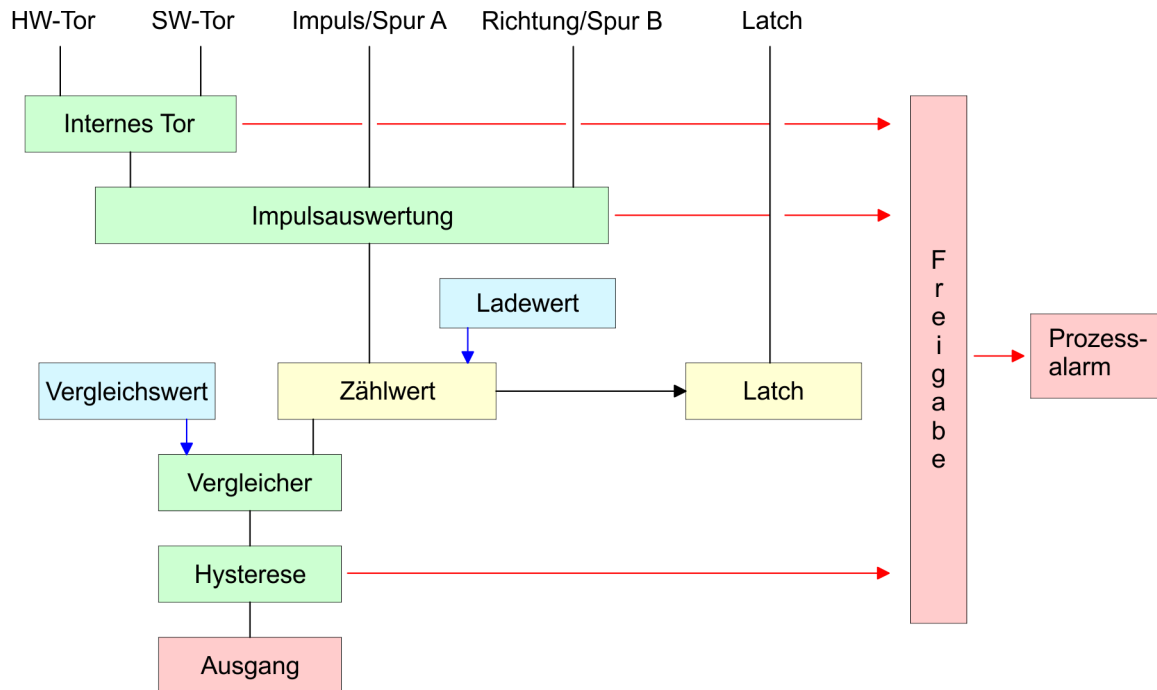 HW-Tor
SW-Tor
Impuls/Spur A
Richtung/Spur B
Latch
Internes Tor
Impulsauswertung
Ladewert
Vergleichswert
Zählwert
Latch
Vergleicher
Hysterese
Ausgang
Freigabe
Prozess-
alarm